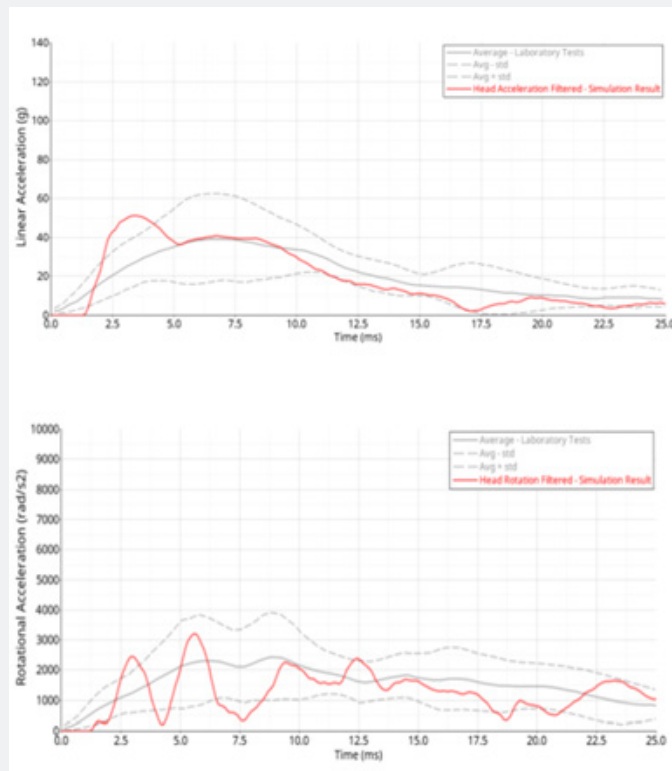 140
120
100
80
60
40
20
0
Linear Acceleration (g)
Average - Laboratory Tests
Avg - std
Avg + std
Head Acceleration Filtered - Simulation Result
0.0 2.5 5.0 7.5 10.0 12.5 15.0 17.5 20.0 22.5 25.0
Time (ms)
10000
9000
8000
7000
6000
5000
4000
3000
2000
1000
0
Rotational Acceleration (rad/s2)
Average - Laboratory Tests
Avg - std
Avg + std
Head Rotation Filtered - Simulation Result
0.0 2.5 5.0 7.5 10.0 12.5 15.0 17.5 20.0 22.5 25.0
Time (ms)